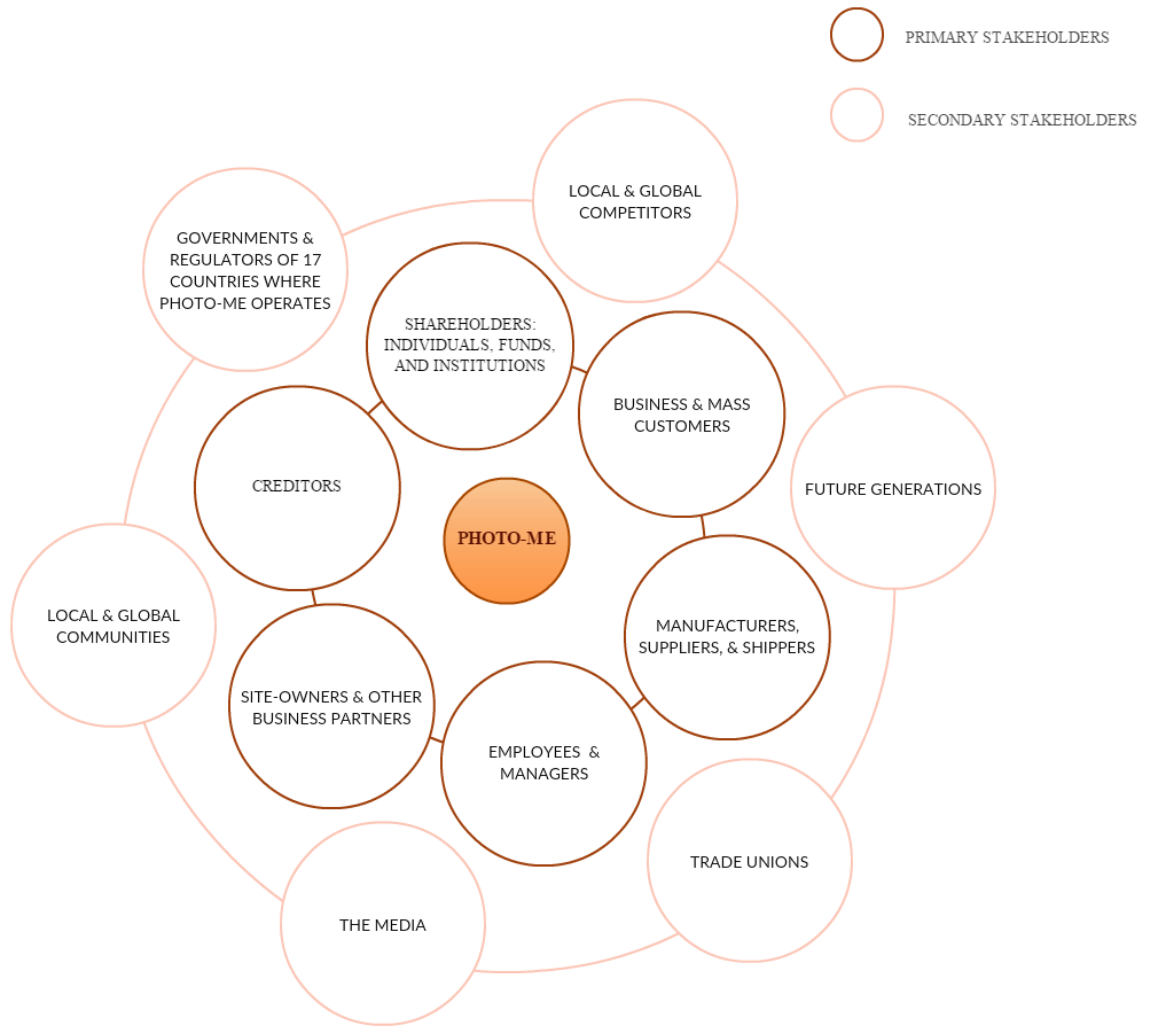 PRIMARY STAKEHOLDERS
SECONDARY STAKEHOLDERS
LOCAL & GLOBAL
COMPETITORS
GOVERNMENTS &
REGULATORS OF 17
COUNTRIES WHERE
PHOTO-ME OPERATES
SHAREHOLDERS:
INDIVIDUALS, FUNDS,
AND INSTITUTIONS
BUSINESS & MASS
CUSTOMERS
CREDITORS
FUTURE GENERATIONS
PHOTO-ME
LOCAL & GLOBAL
COMMUNITIES
MANUFACTURERS,
SUPPLIERS, & SHIPPERS
SITE-OWNERS & OTHER
BUSINESS PARTNERS
EMPLOYEES & 
MANAGERS
TRADE UNIONS
THE MEDIA